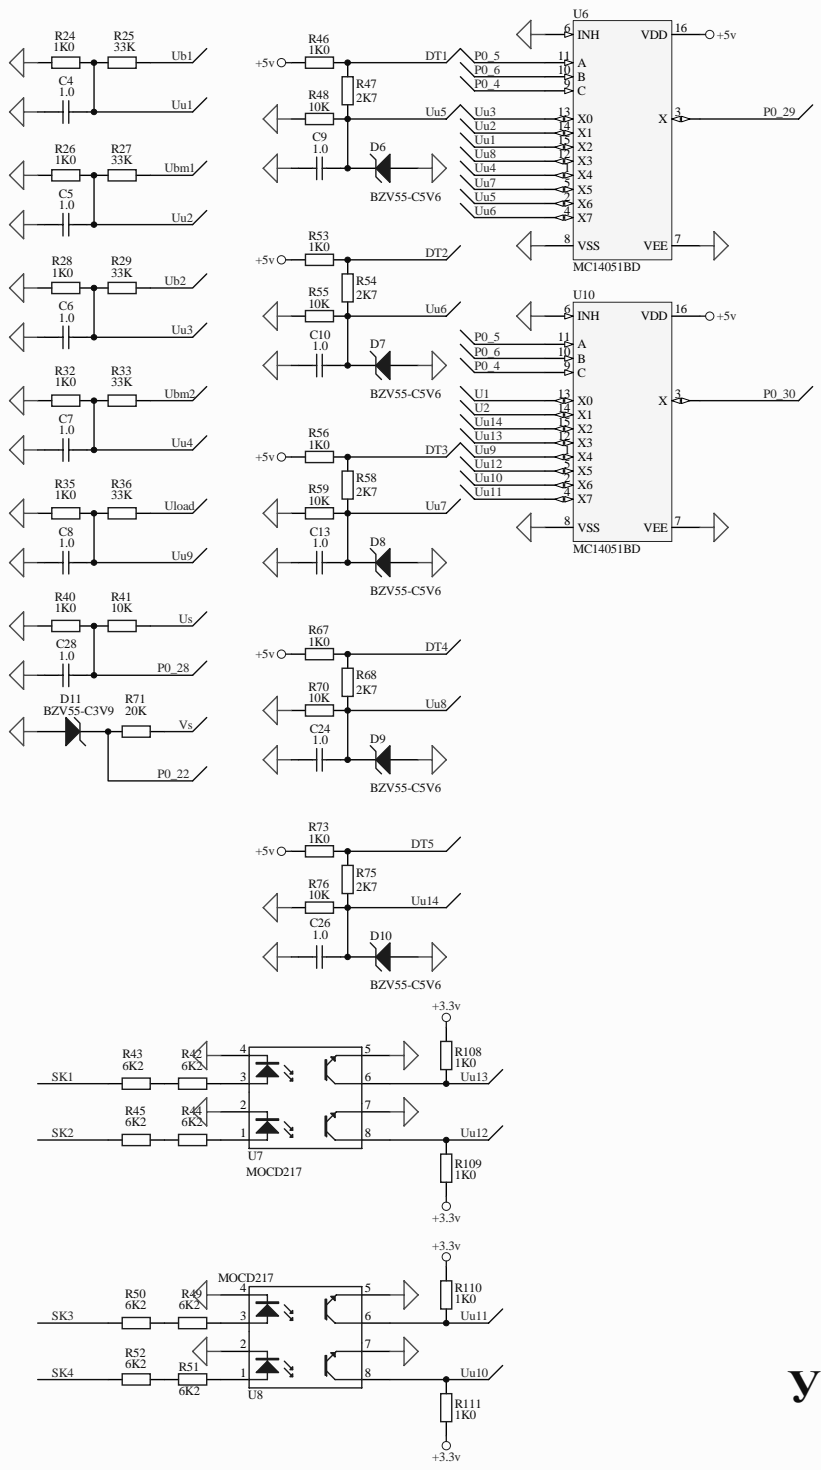 R24 R25
1K0 33K
Ub1
C4
1.0
Uu1
R26 R27
1K0 33K
Ubm1
C5
1.0
Uu2
R28 R29
1K0 33K
Ub2
C6
1.0
Uu3
R32 R33
1K0 33K
Ubm2
C7
1.0
Uu4
R35 R36
1K0 33K
Uload
C8
1.0
Uu9
R40 R41
1K0 10K
Us
C28
1.0
P0_28
D11 R71
BZV55-C3V9 20K
Vs
P0_22
R46
1K0
+5v DT1
R47
2K7
R48
10K
Uu5
C9
1.0
D6
BZV55-C5V6
R53
1K0
+5v DT2
R54
2K7
R55
10K
Uu6
C10
1.0
D7
BZV55-C5V6
R56
1K0
+5v DT3
R58
2K7
R59
10K
Uu7
C13
1.0
D8
BZV55-C5V6
R67
1K0
+5v DT4
R68
2K7
R70
10K
Uu8
C24
1.0
D9
BZV55-C5V6
R73
1K0
+5v DT5
R75
2K7
R76
10K
Uu14
C26
1.0
D10
BZV55-C5V6
U6
6 INH VDD 16 +5v
P0_5 11 A
P0_6 10 B
P0_4 9 C
Uu3 13 X0 X 3 P0_29
Uu2 14 X1
Uu1 15 X2
Uu8 12 X3
Uu4 1 X4
Uu7 5 X5
Uu5 2 X6
Uu6 4 X7
8 VSS VEE 7
MC14051BD
U10
6 INH VDD 16 +5v
P0_5 11 A
P0_6 10 B
P0_4 9 C
U1 13 X0 X 3 P0_30
U2 14 X1
Uu14 15 X2
Uu13 12 X3
Uu9 1 X4
Uu12 5 X5
Uu10 2 X6
Uu11 4 X7
8 VSS VEE 7
MC14051BD
+3.3v
R43 R42 4 5 R108
6K2 6K2 1K0
SK1 3 6 Uu13
R45 R44 2 7
6K2 6K2
SK2 1 8 Uu12
U7
MOCD217
R109
1K0
+3.3v
+3.3v
MOCD217
R50 R49 4 5 R110
6K2 6K2 1K0
SK3 3 6 Uu11
R52 2 7
6K2
SK4 R51 1 8 Uu10
6K2
U8
R111
1K0
+3.3v
У